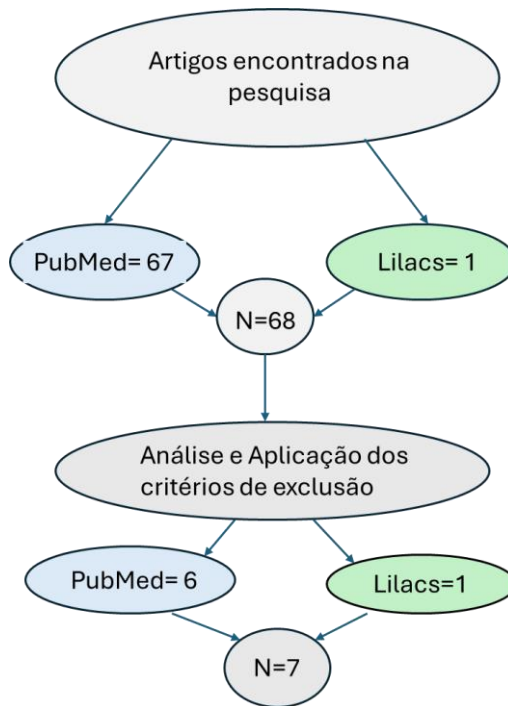 Artigos encontrados na
pesquisa
PubMed= 67
Lilacs= 1
N=68
Análise e Aplicação dos
critérios de exclusão
PubMed= 6
Lilacs=1
N=7